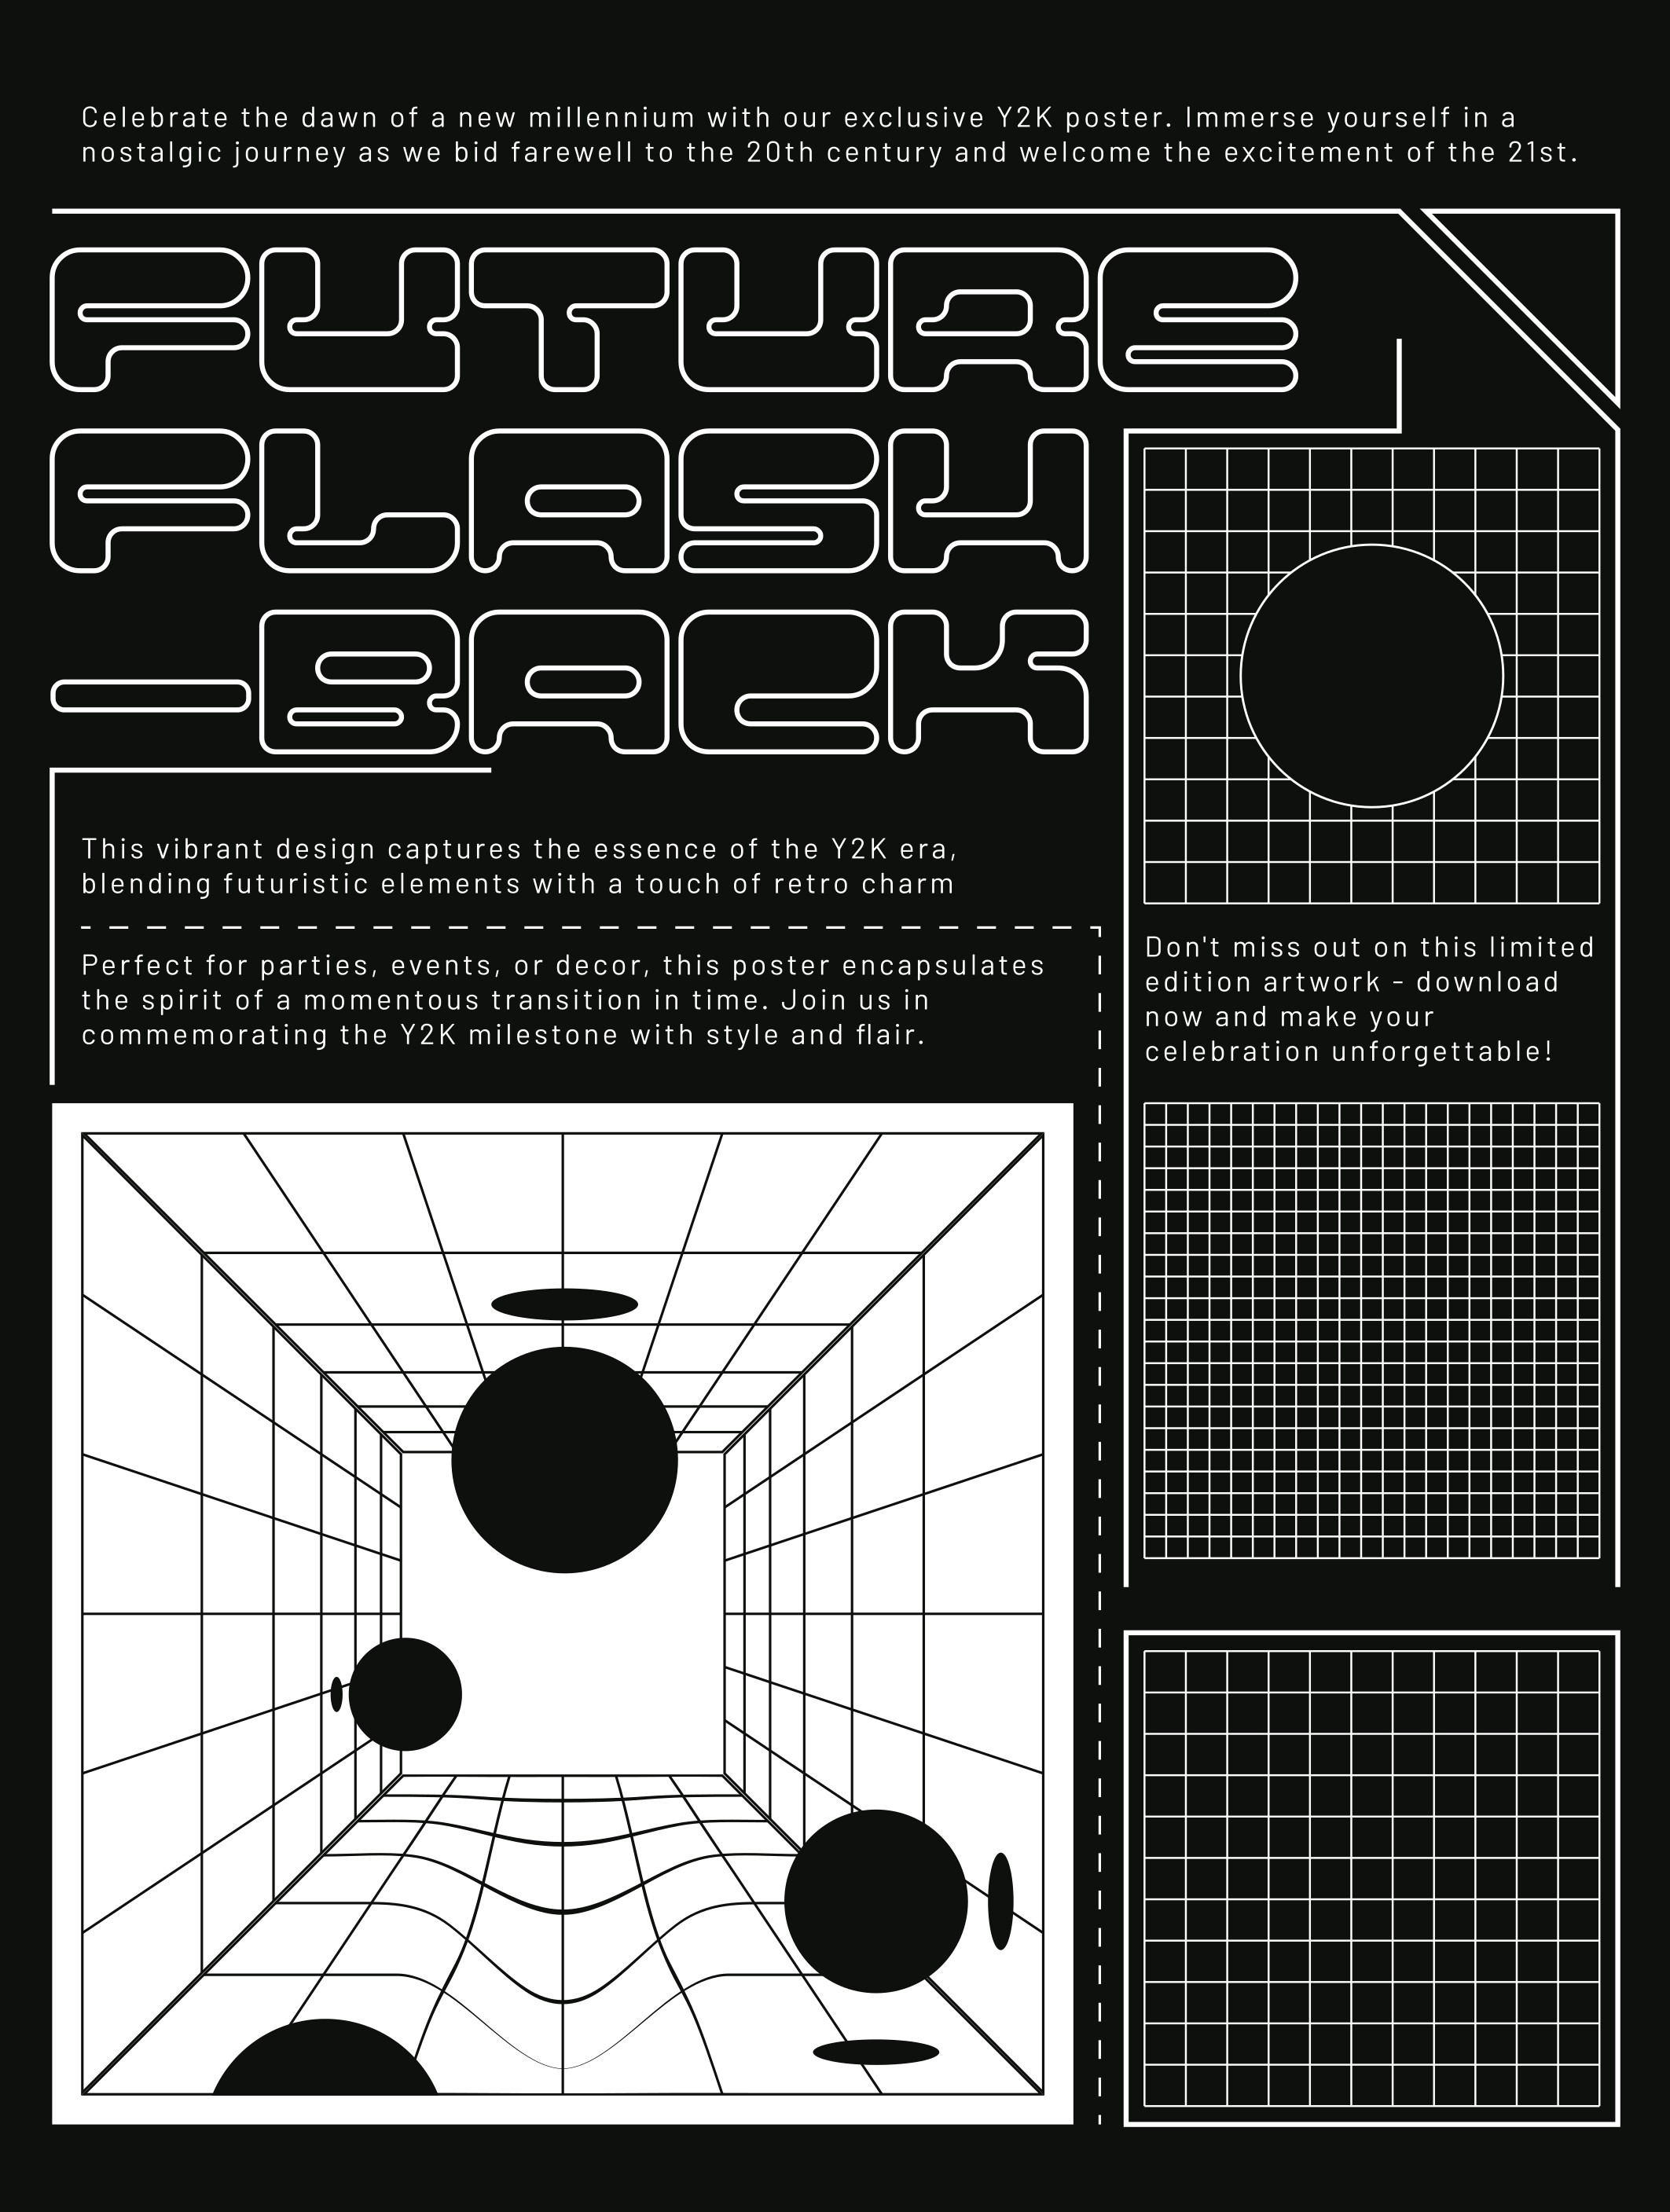 Celebrate the dawn of a new millennium with our exclusive Y2K poster. Immerse yourself in a
nostalgic journey as we bid farewell to the 20th century and welcome the excitement of the 21st.
FUTURE
FLASH
-BACK
This vibrant design captures the essence of the Y2K era,
blending futuristic elements with a touch of retro charm
Perfect for parties, events, or decor, this poster encapsulates
the spirit of a momentous transition in time. Join us in
commemorating the Y2K milestone with style and flair.
Don't miss out on this limited
edition artwork - download
now and make your
celebration unforgettable!